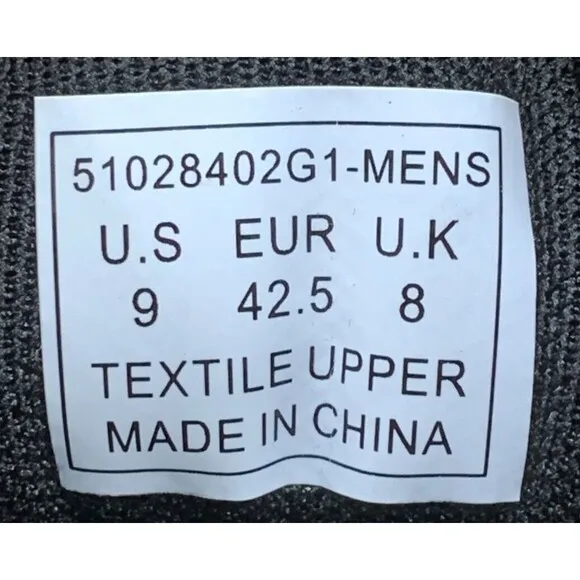 51028402G1-MENS
U.S EUR U.K
9 42.5 8
TEXTILE UPPER
MADE IN CHINA